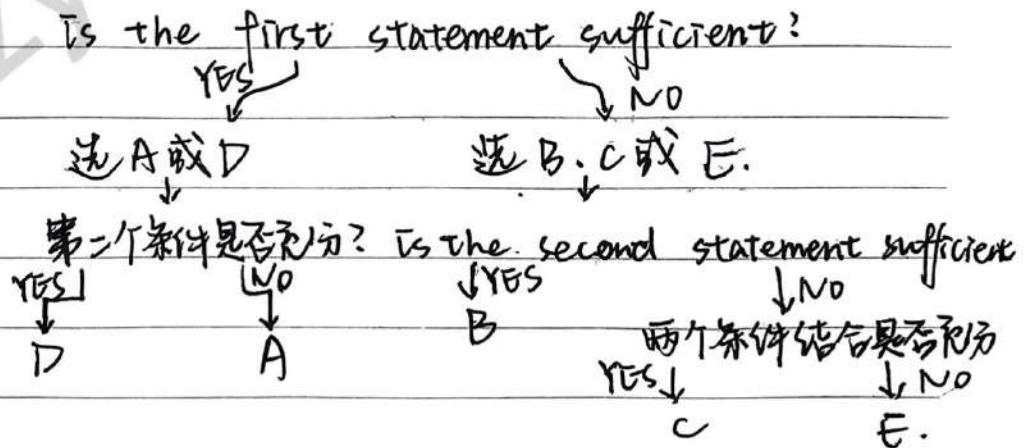 Is the first statement sufficient?
YES NO
选A或D 选B、C或E.
第二个条件是否充分? Is the second statement sufficient
YES NO YES NO
D A B 两个条件结合是否充分
YES NO
C E.